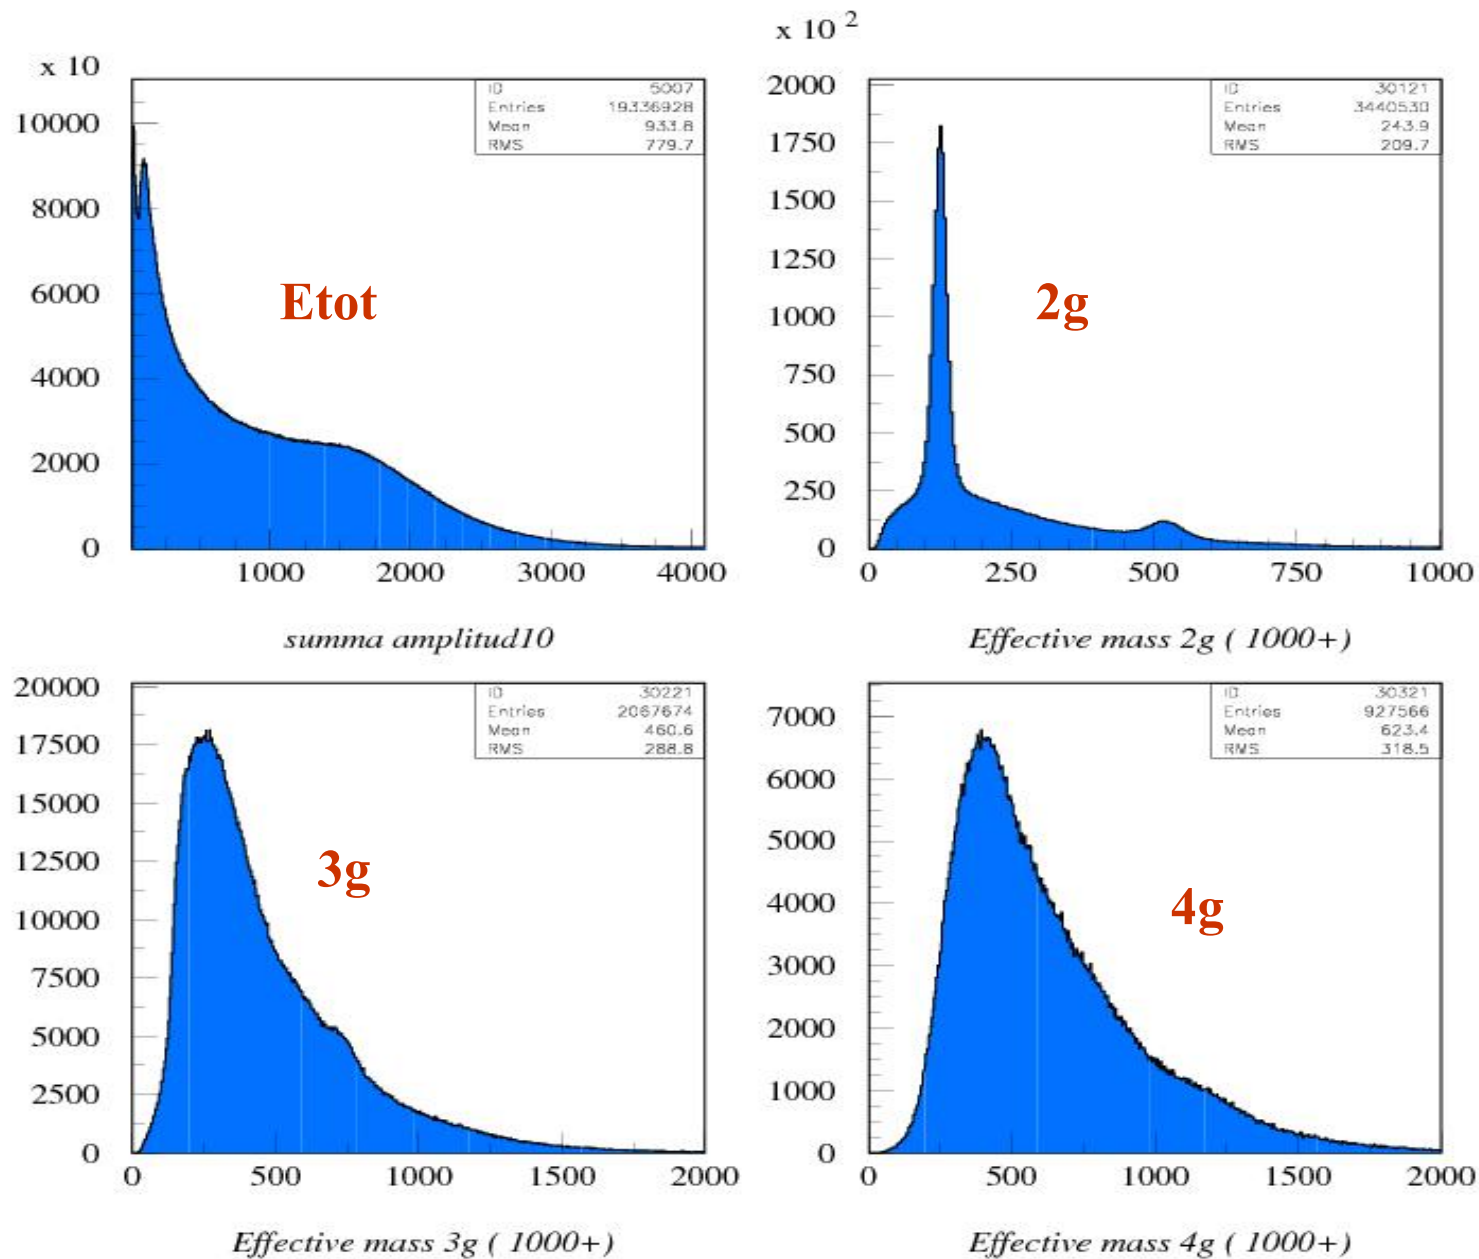 x 10
10000
8000
6000
4000
2000
0
1000 2000 3000 4000
ID 5007
Entries 19336928
Mean 933.8
RMS 779.7
Etot
summa amplitud10
x 10 2
2000
1750
1500
1250
1000
750
500
250
0
0 250 500 750 1000
ID 30121
Entries 3440530
Mean 243.9
RMS 209.7
2g
Effective mass 2g ( 1000+)
20000
17500
15000
12500
10000
7500
5000
2500
0
0 500 1000 1500 2000
ID 30221
Entries 2067674
Mean 460.6
RMS 288.8
3g
Effective mass 3g ( 1000+)
7000
6000
5000
4000
3000
2000
1000
0
0 500 1000 1500 2000
ID 30321
Entries 927566
Mean 623.4
RMS 318.5
4g
Effective mass 4g ( 1000+)